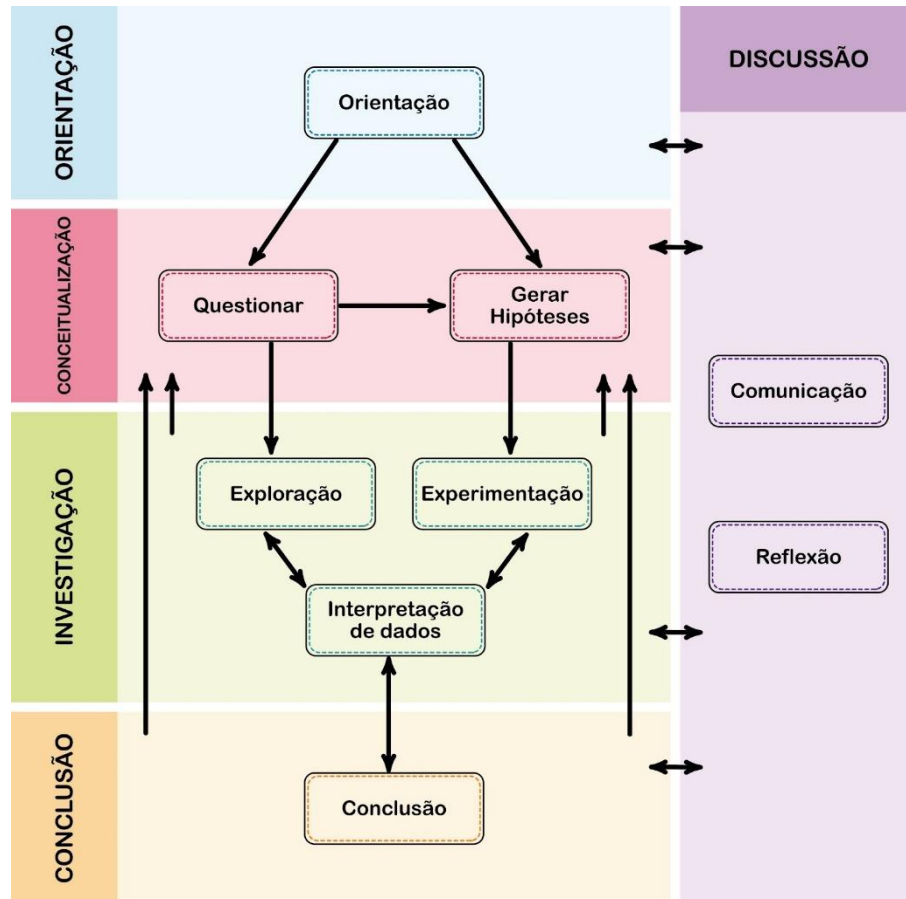 ORIENTAÇÃO
Orientação
CONCEITUALIZAÇÃO
Questionar
Gerar
Hipóteses
INVESTIGAÇÃO
Exploração
Experimentação
Interpretação
de dados
CONCLUSÃO
Conclusão
DISCUSSÃO
Comunicação
Reflexão